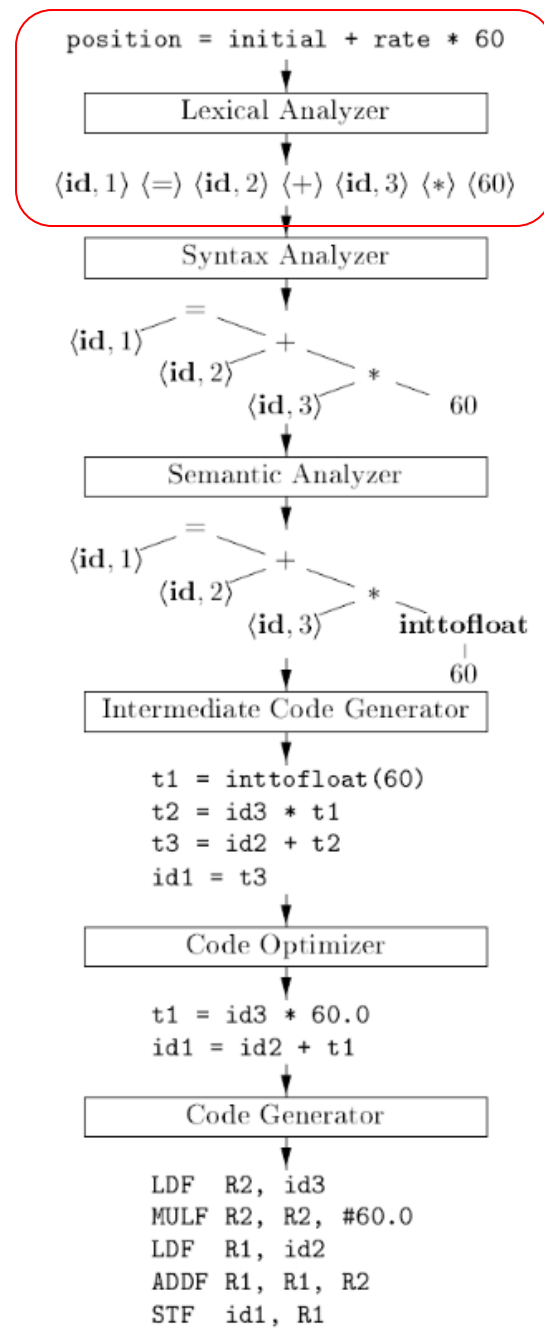 position = initial + rate * 60
Lexical Analyzer
⟨id, 1⟩ ⟨=⟩ ⟨id, 2⟩ ⟨+⟩ ⟨id, 3⟩ ⟨*⟩ ⟨60⟩
Syntax Analyzer
=
⟨id, 1⟩
+
⟨id, 2⟩
*
⟨id, 3⟩
60
Semantic Analyzer
=
⟨id, 1⟩
+
⟨id, 2⟩
*
⟨id, 3⟩
inttofloat
60
Intermediate Code Generator
t1 = inttofloat(60)
t2 = id3 * t1
t3 = id2 + t2
id1 = t3
Code Optimizer
t1 = id3 * 60.0
id1 = id2 + t1
Code Generator
LDF R2, id3
MULF R2, R2, #60.0
LDF R1, id2
ADDF R1, R1, R2
STF id1, R1